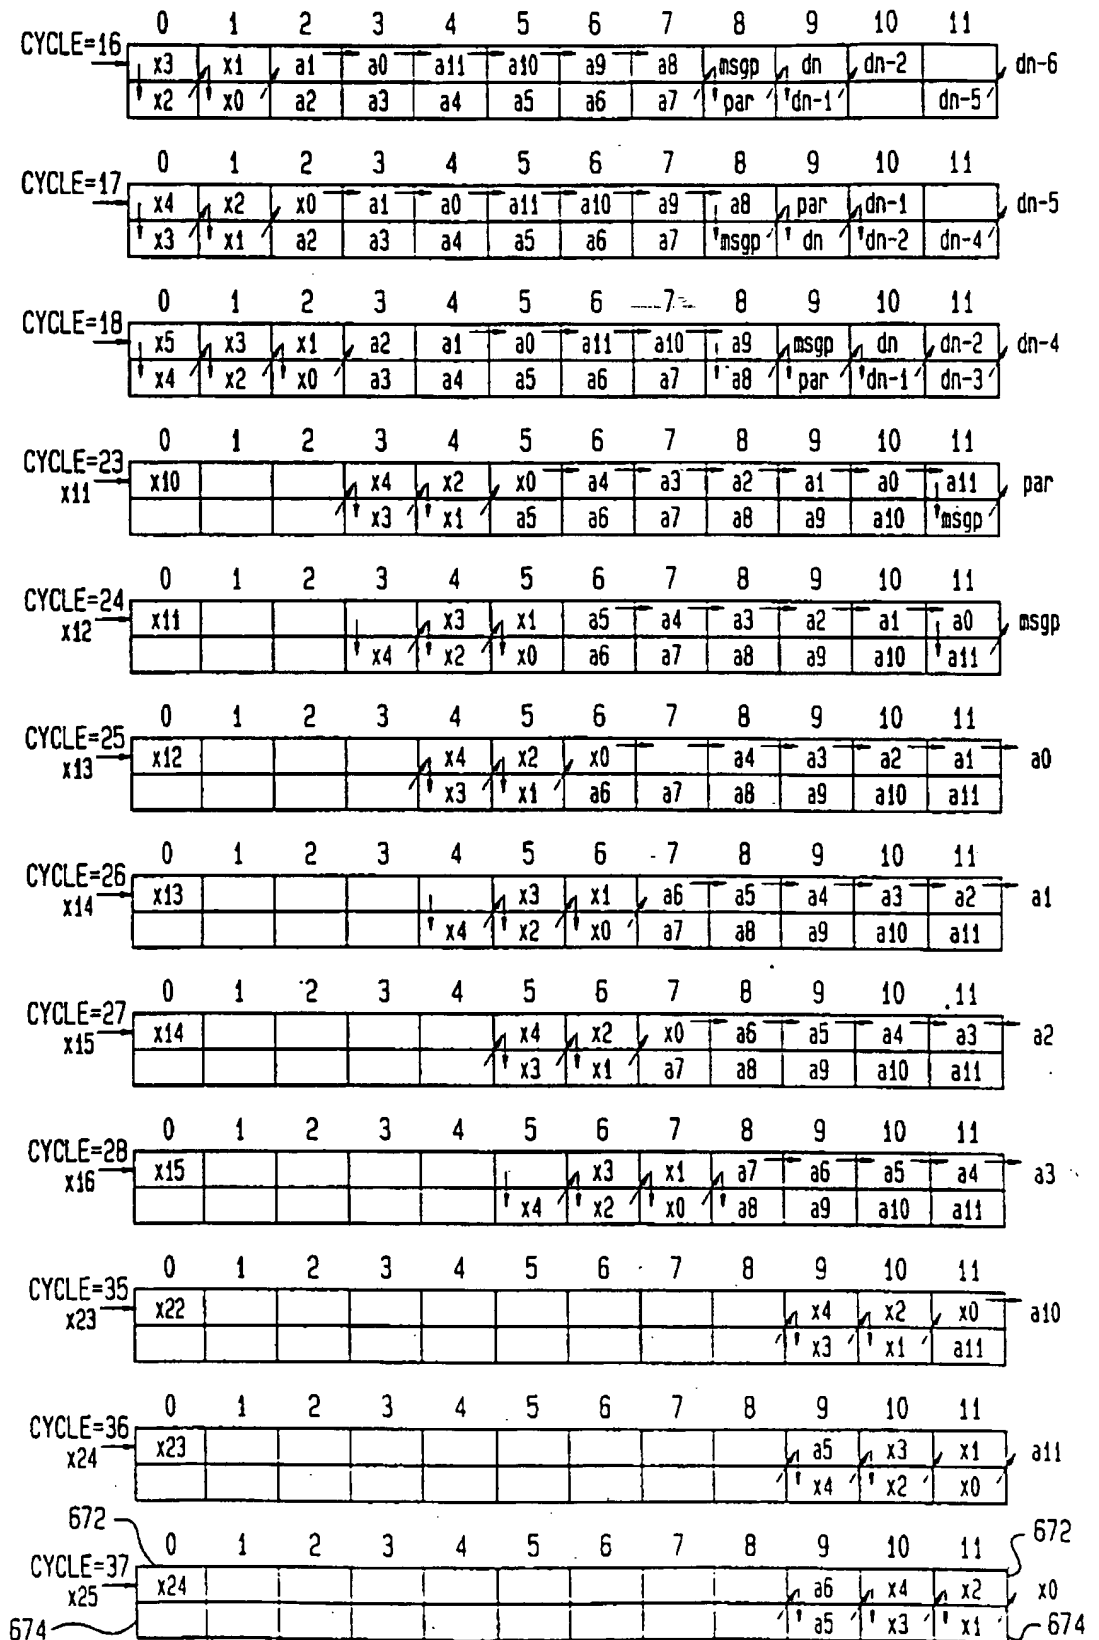 0 1 2 3 4 5 6 7 8 9 10 11
CYCLE=16
x3 x1 a1 a0 a11 a10 a9 a8 msgp dn dn-2 dn-6
x2 x0 a2 a3 a4 a5 a6 a7 par dn-1 dn-5
0 1 2 3 4 5 6 7 8 9 10 11
CYCLE=17
x4 x2 x0 a1 a0 a11 a10 a9 a8 par dn-1 dn-5
x3 x1 a2 a3 a4 a5 a6 a7 msgp dn dn-2 dn-4
0 1 2 3 4 5 6 7 8 9 10 11
CYCLE=18
x5 x3 x1 a2 a1 a0 a11 a10 a9 msgp dn dn-2 dn-4
x4 x2 x0 a3 a4 a5 a6 a7 a8 par dn-1 dn-3
0 1 2 3 4 5 6 7 8 9 10 11
CYCLE=23
x11 x10 x4 x2 x0 a4 a3 a2 a1 a0 a11 par
x3 x1 a5 a6 a7 a8 a9 a10 msgp
0 1 2 3 4 5 6 7 8 9 10 11
CYCLE=24
x12 x11 x3 x1 a5 a4 a3 a2 a1 a0 msgp
x4 x2 x0 a6 a7 a8 a9 a10 a11
0 1 2 3 4 5 6 7 8 9 10 11
CYCLE=25
x13 x12 x4 x2 x0 a4 a3 a2 a1 a0
x3 x1 a6 a7 a8 a9 a10 a11
0 1 2 3 4 5 6 7 8 9 10 11
CYCLE=26
x14 x13 x3 x1 a6 a5 a4 a3 a2 a1
x4 x2 x0 a7 a8 a9 a10 a11
0 1 2 3 4 5 6 7 8 9 10 11
CYCLE=27
x15 x14 x4 x2 x0 a6 a5 a4 a3 a2
x3 x1 a7 a8 a9 a10 a11
0 1 2 3 4 5 6 7 8 9 10 11
CYCLE=28
x16 x15 x3 x1 a7 a6 a5 a4 a3
x4 x2 x0 a8 a9 a10 a11
0 1 2 3 4 5 6 7 8 9 10 11
CYCLE=35
x23 x22 x4 x2 x0 a10
x3 x1 a11
0 1 2 3 4 5 6 7 8 9 10 11
CYCLE=36
x24 x23 a5 x3 x1 a11
x4 x2 x0
672 672
0 1 2 3 4 5 6 7 8 9 10 11
CYCLE=37
x25 x24 a6 x4 x2 x0
674 a5 x3 x1 674